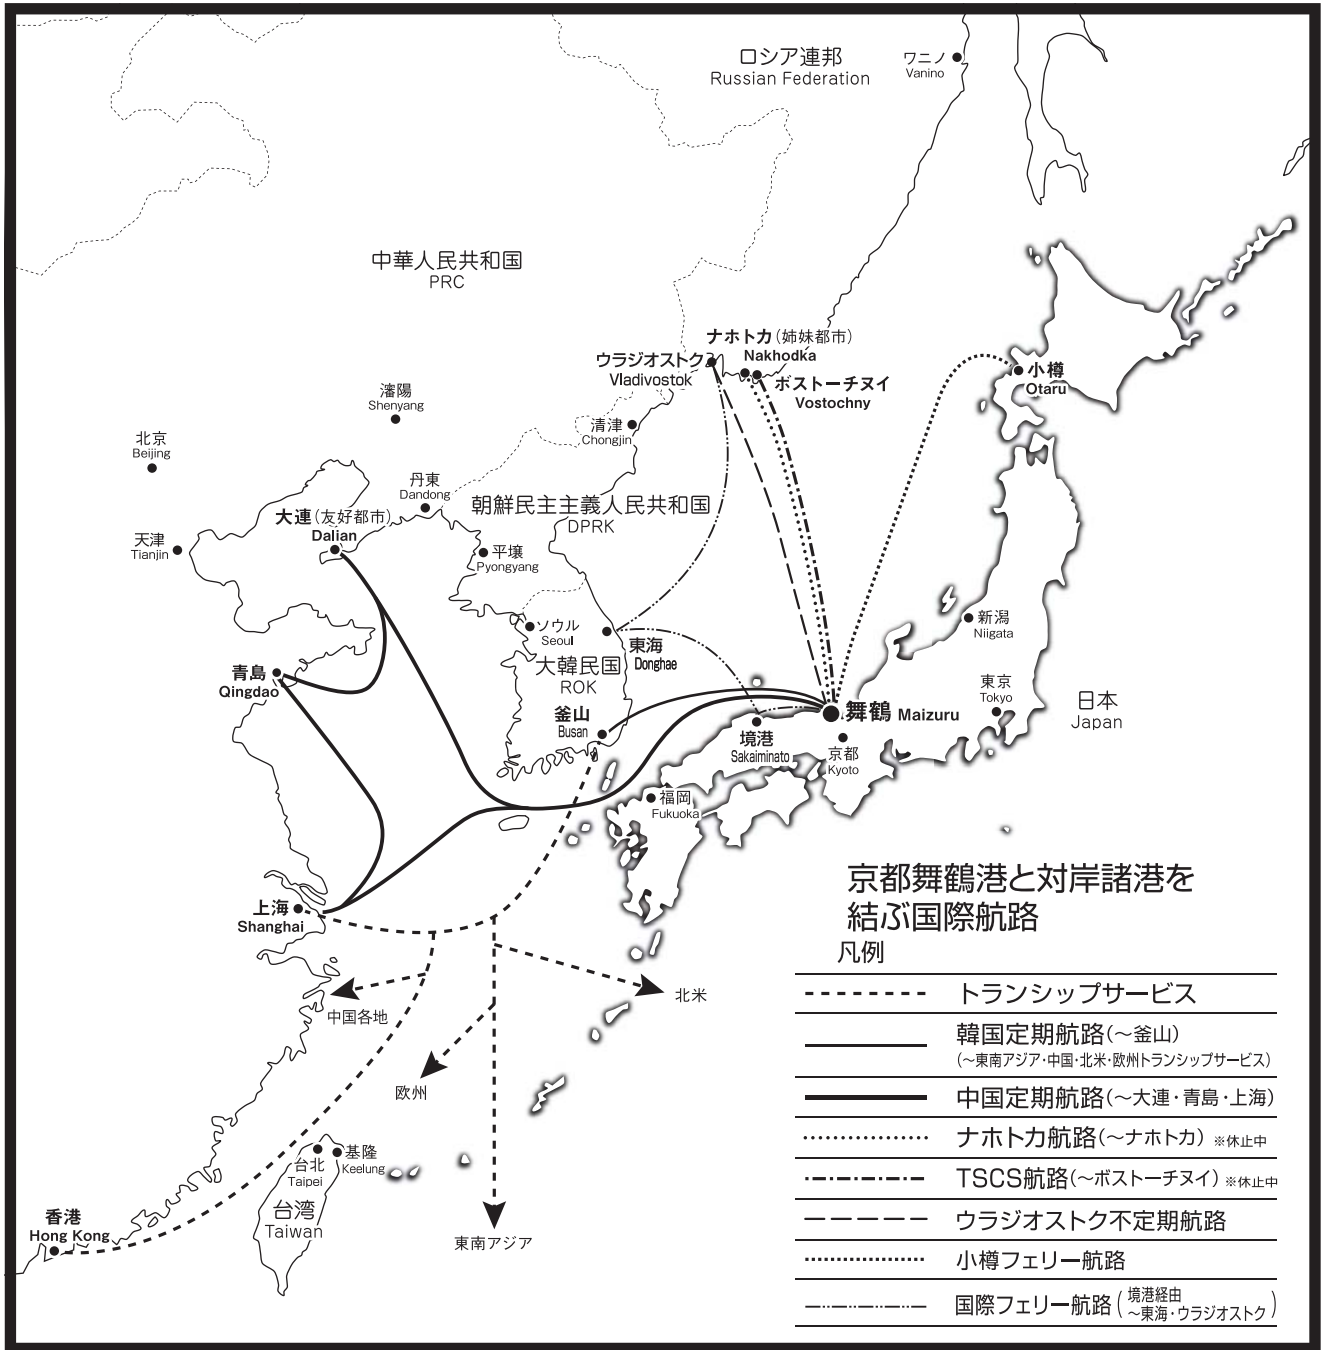 ロシア連邦
Russian Federation
ワニノ
Vanino
中華人民共和国
PRC
ナホトカ(姉妹都市)
Nakhodka
ウラジオストク
Vladivostok
ボストーチヌイ
Vostochny
小樽
Otaru
瀋陽
Shenyang
清津
Chongjin
北京
Beijing
丹東
Dandong
朝鮮民主主義人民共和国
DPRK
大連(友好都市)
Dalian
天津
Tianjin
平壌
Pyongyang
ソウル
Seoul
東海
Donghae
新潟
Niigata
大韓民国
ROK
青島
Qingdao
釜山
Busan
東京
Tokyo
日本
Japan
舞鶴 Maizuru
境港
Sakaiminato
京都
Kyoto
福岡
Fukuoka
上海
Shanghai
中国各地
北米
欧州
台北
Taipei
基隆
Keelung
台湾
Taiwan
香港
Hong Kong
東南アジア
京都舞鶴港と対岸諸港を
結ぶ国際航路
凡例
トランシップサービス
韓国定期航路(~釜山)
(~東南アジア・中国・北米・欧州トランシップサービス)
中国定期航路(~大連・青島・上海)
ナホトカ航路(~ナホトカ) ※休止中
TSCS航路(~ボストーチヌイ) ※休止中
ウラジオストク不定期航路
小樽フェリー航路
国際フェリー航路(境港経由
~東海・ウラジオストク)